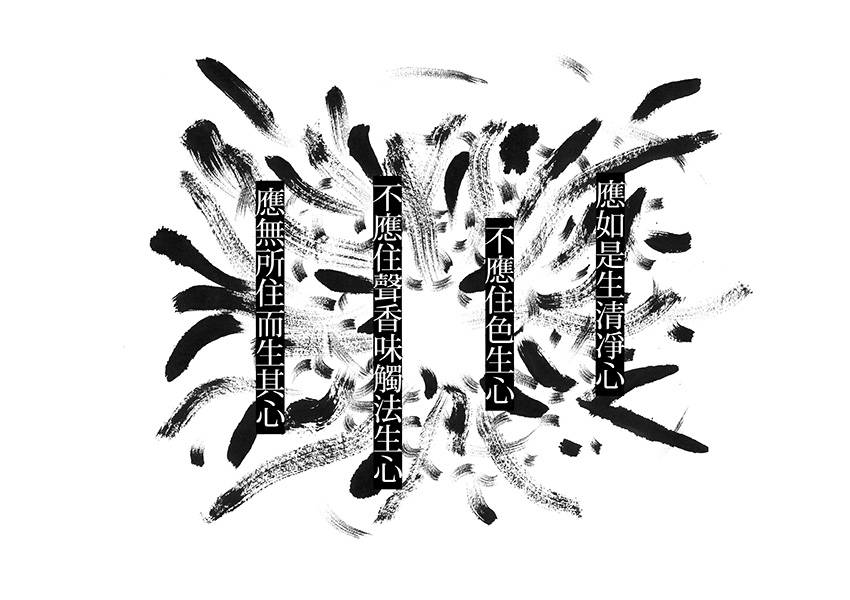 應如是生清淨心
不應住色生心
不應住聲香味觸法生心
應無所住而生其心